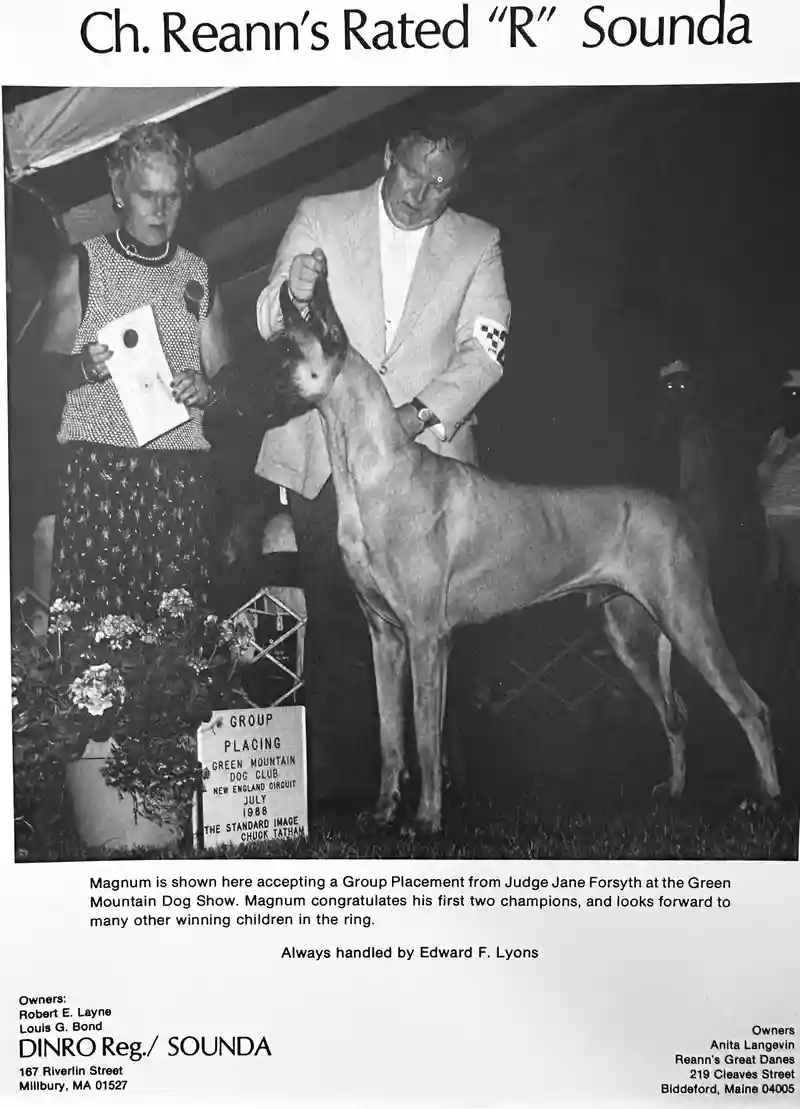 Ch. Reann's Rated "R" Sounda
GROUP
PLACING
GREEN MOUNTAIN
DOG CLUB
NEW ENGLAND CIRCUIT
JULY
1988
THE STANDARD IMAGE
CHUCK TATHAM
Magnum is shown here accepting a Group Placement from Judge Jane Forsyth at the Green
Mountain Dog Show. Magnum congratulates his first two champions, and looks forward to
many other winning children in the ring.
Always handled by Edward F. Lyons
Owners:
Robert E. Layne
Louis G. Bond
DINRO Reg./ SOUNDA
167 Riverlin Street
Millbury, MA 01527
Owners
Anita Langevin
Reann's Great Danes
219 Cleaves Street
Biddeford, Maine 04005